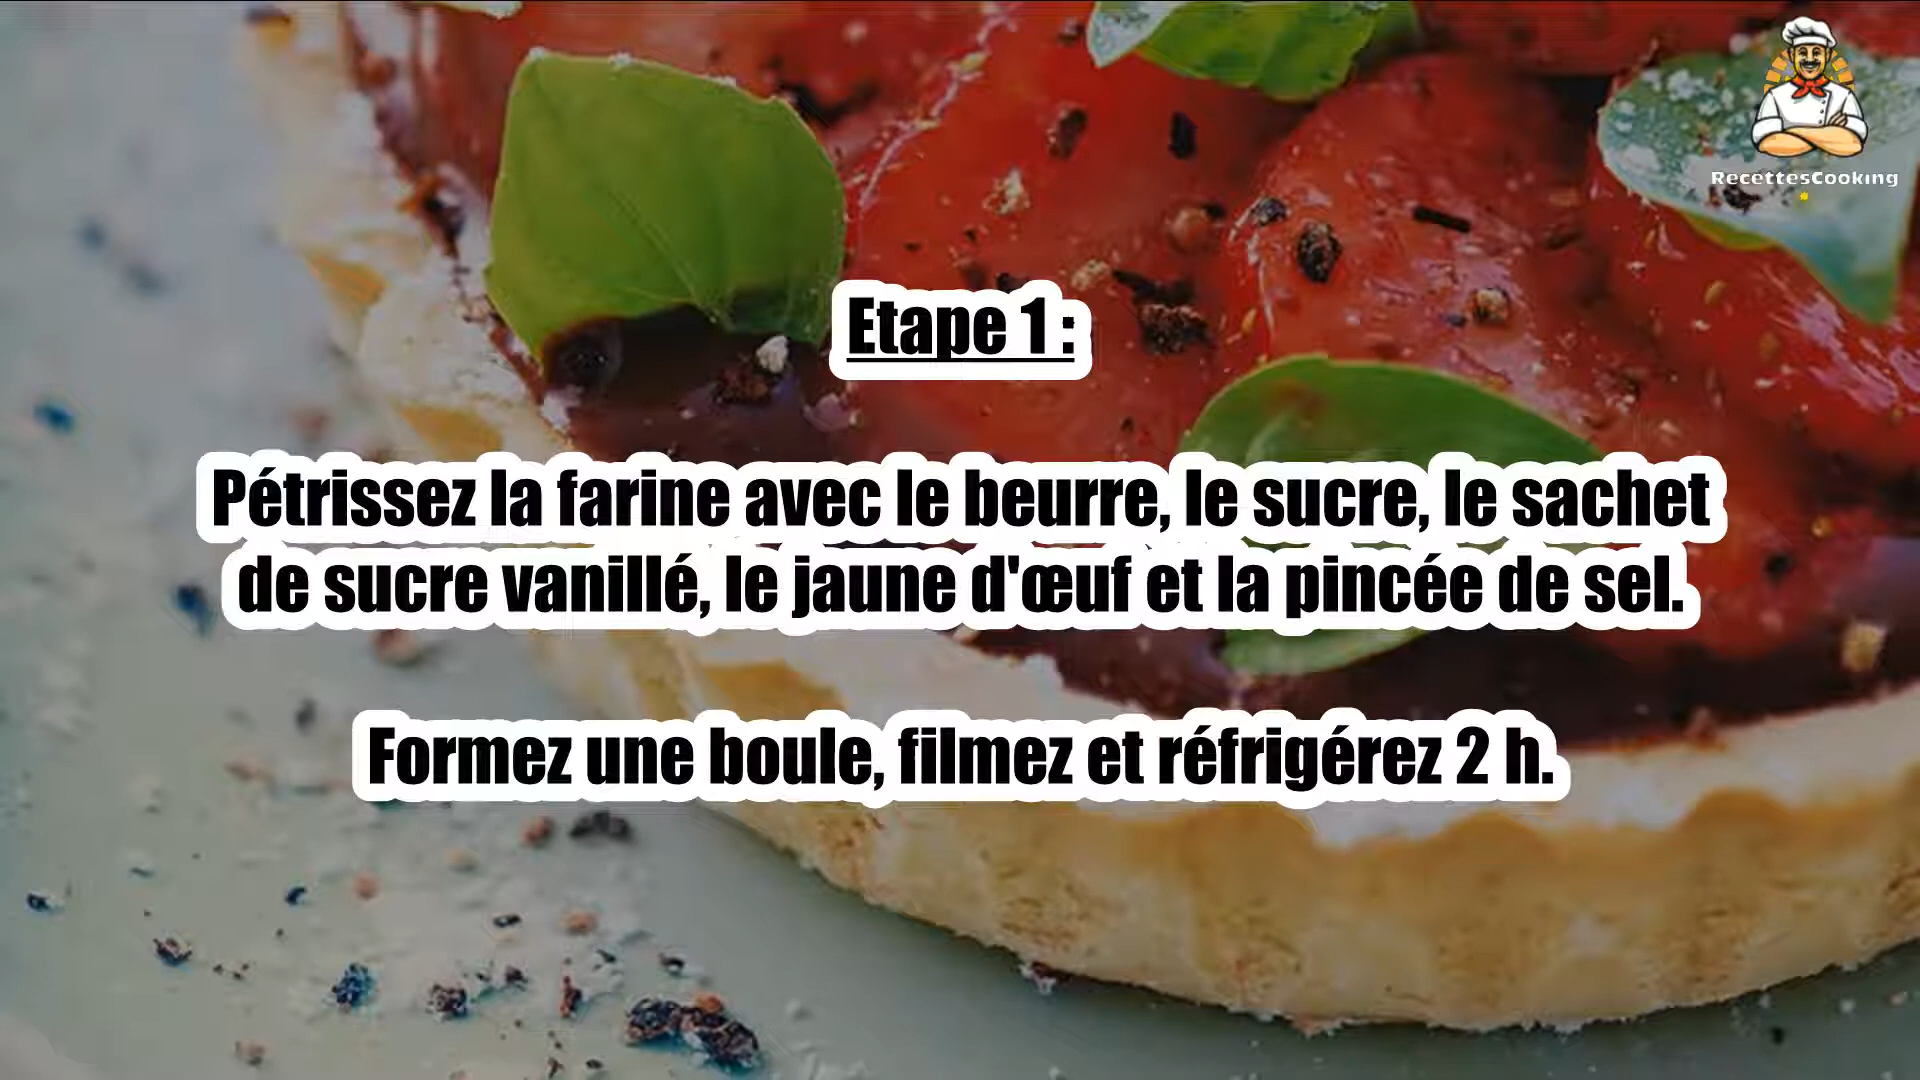 RecettesCooking
Etape 1 :
Pétrissez la farine avec le beurre, le sucre, le sachet
de sucre vanillé, le jaune d'œuf et la pincée de sel.
Formez une boule, filmez et réfrigérez 2 h.